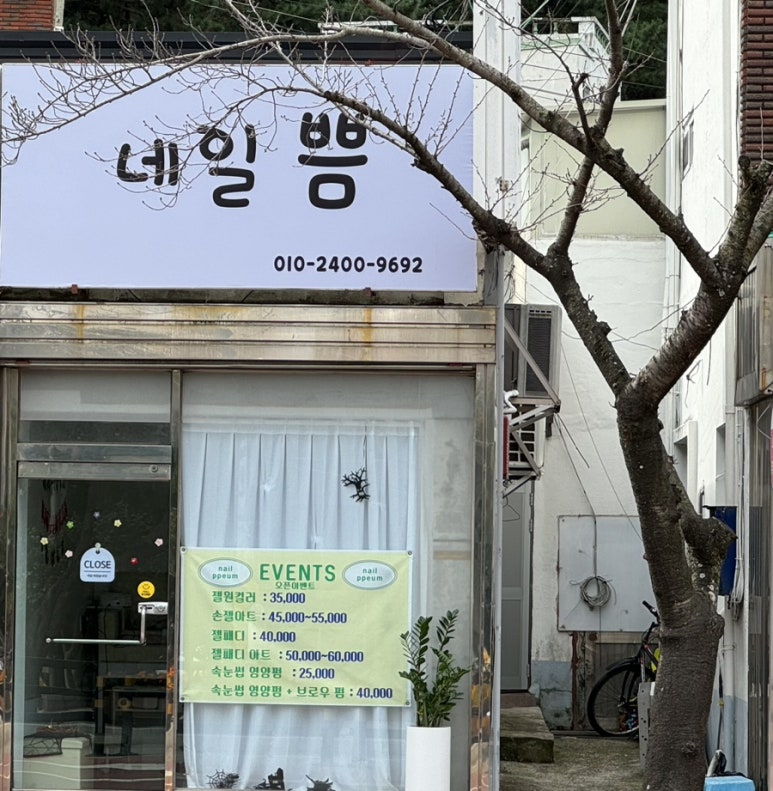 네일 쁨
010-2400-9692
CLOSE
nail
ppeum
EVENTS
오픈이벤트
nail
ppeum
젤원컬러 : 35,000
손젤아트 : 45,000~55,000
젤페디 : 40,000
젤페디 아트 : 50,000~60,000
속눈썹 영양펌 : 25,000
속눈썹 영양펌 + 브로우 펌 : 40,000